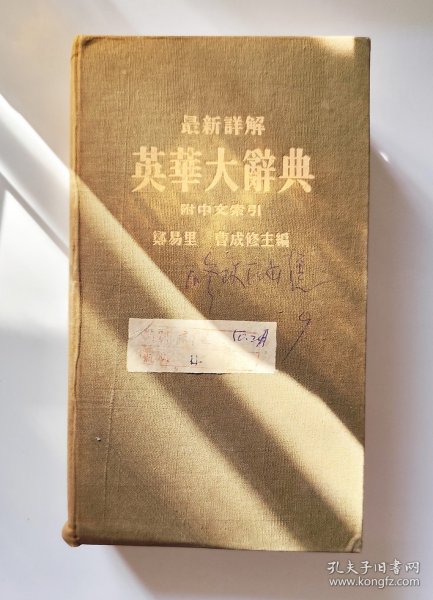 最新詳解
英華大辭典
附中文索引
鄭易里 曹成修主編
孔夫子旧书网
www.kongfz.com